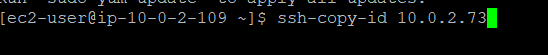 Run "sudo yum update" to apply all updates.
[ec2-user@ip-10-0-2-109 ~]$ ssh-copy-id 10.0.2.73